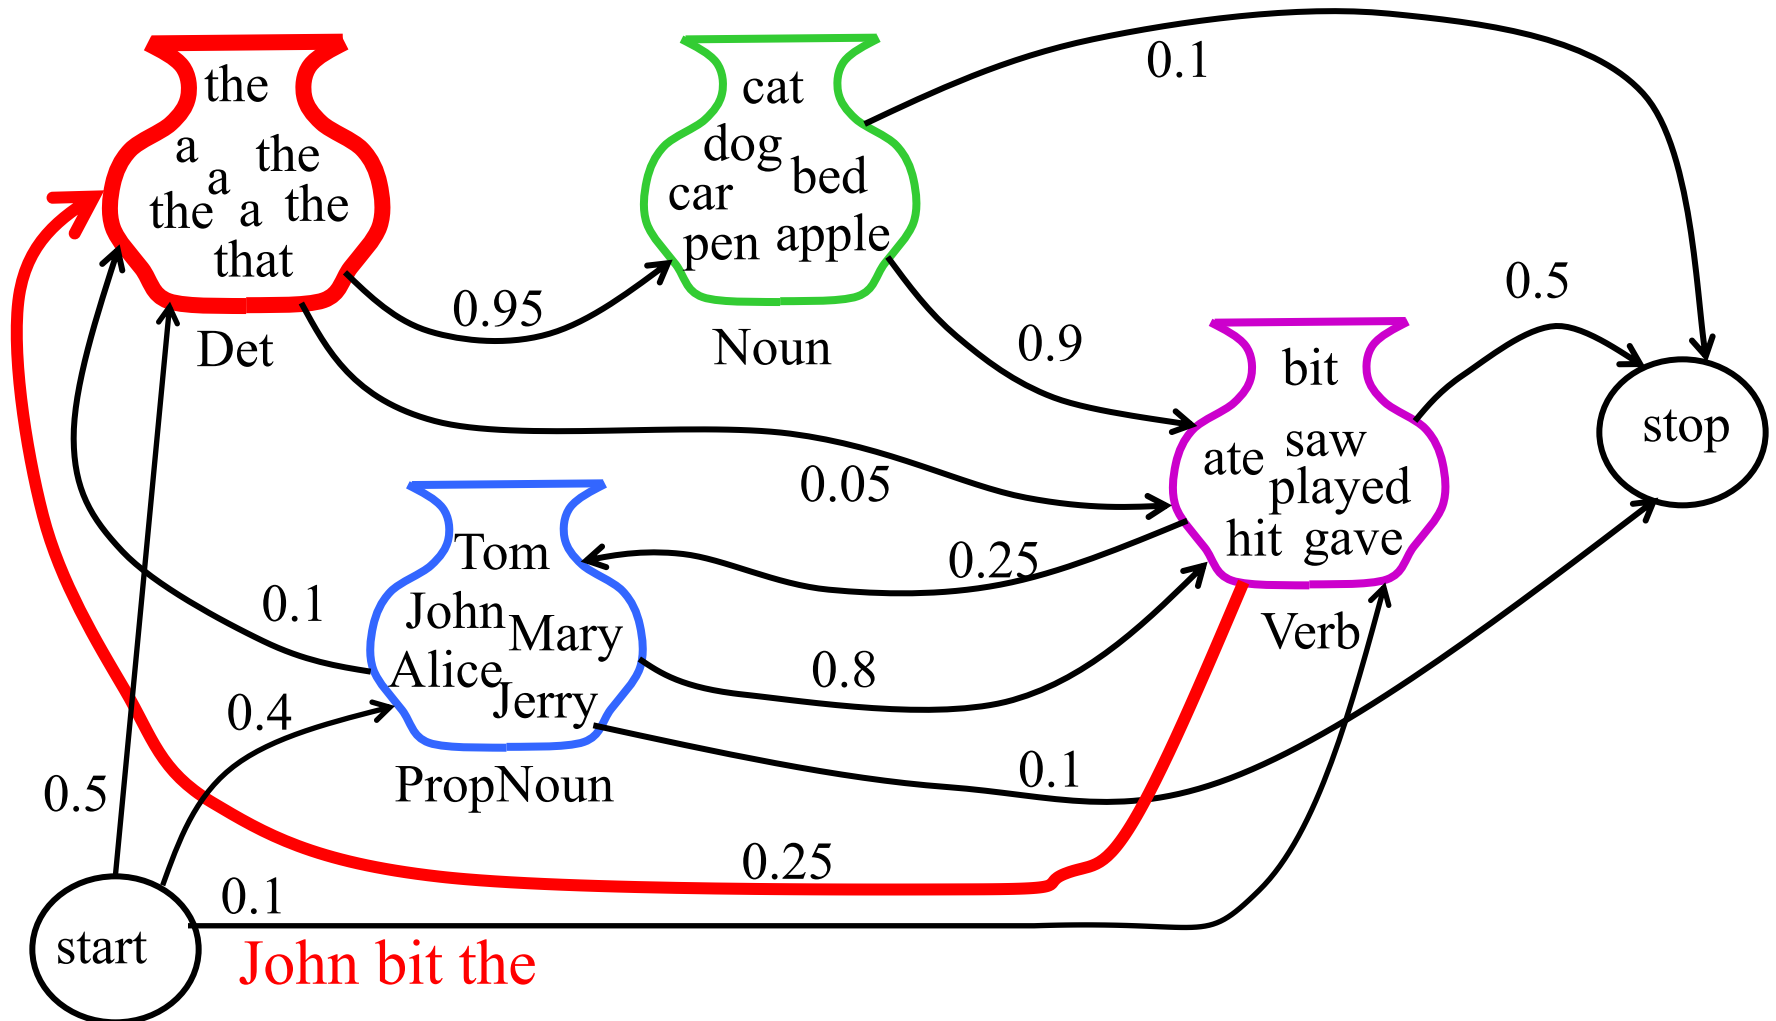 the
a
the
a
the
a
the
that
Det
cat
dog
bed
car
pen
apple
Noun
0.1
0.95
0.9
0.5
bit
saw
ate
played
hit
gave
Verb
stop
0.05
0.25
Tom
John
Mary
Alice
Jerry
PropNoun
0.1
0.4
0.8
0.1
0.5
0.25
0.1
start
John bit the